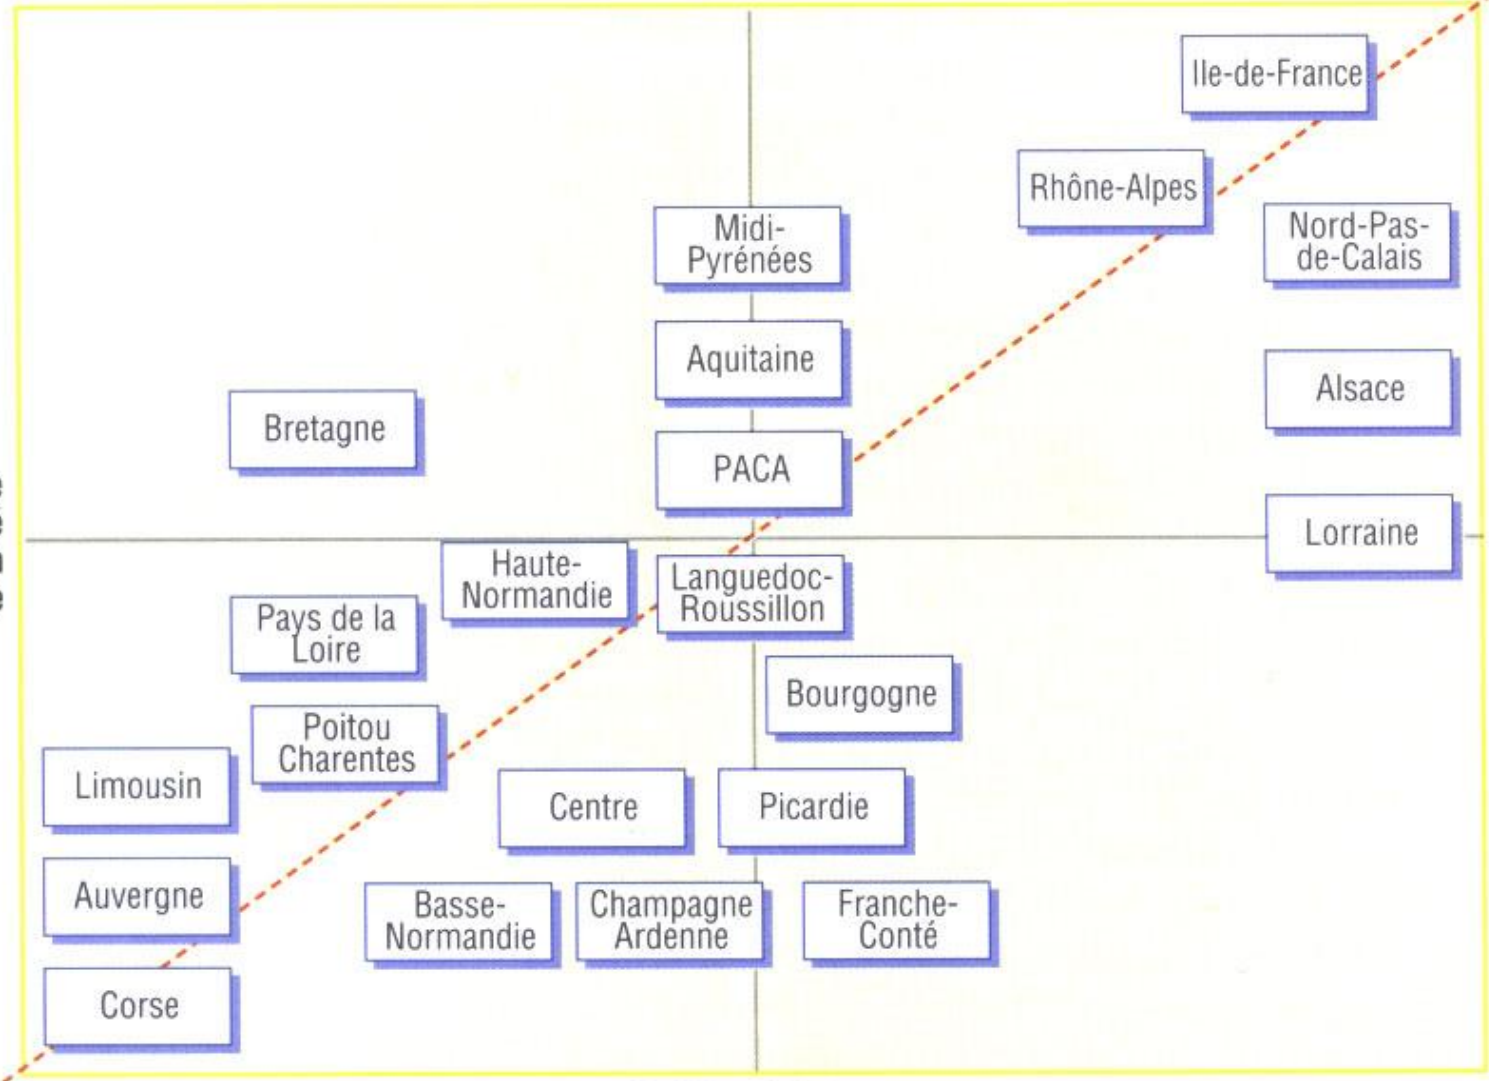 Ile-de-France
Rhône-Alpes
Nord-Pas-
de-Calais
Midi-
Pyrénées
Aquitaine
Alsace
Bretagne
PACA
Lorraine
Haute-
Normandie
Languedoc-
Roussillon
Pays de la
Loire
Bourgogne
Poitou
Charentes
Limousin
Centre
Picardie
Auvergne
Basse-
Normandie
Champagne
Ardenne
Franche-
Conté
Corse